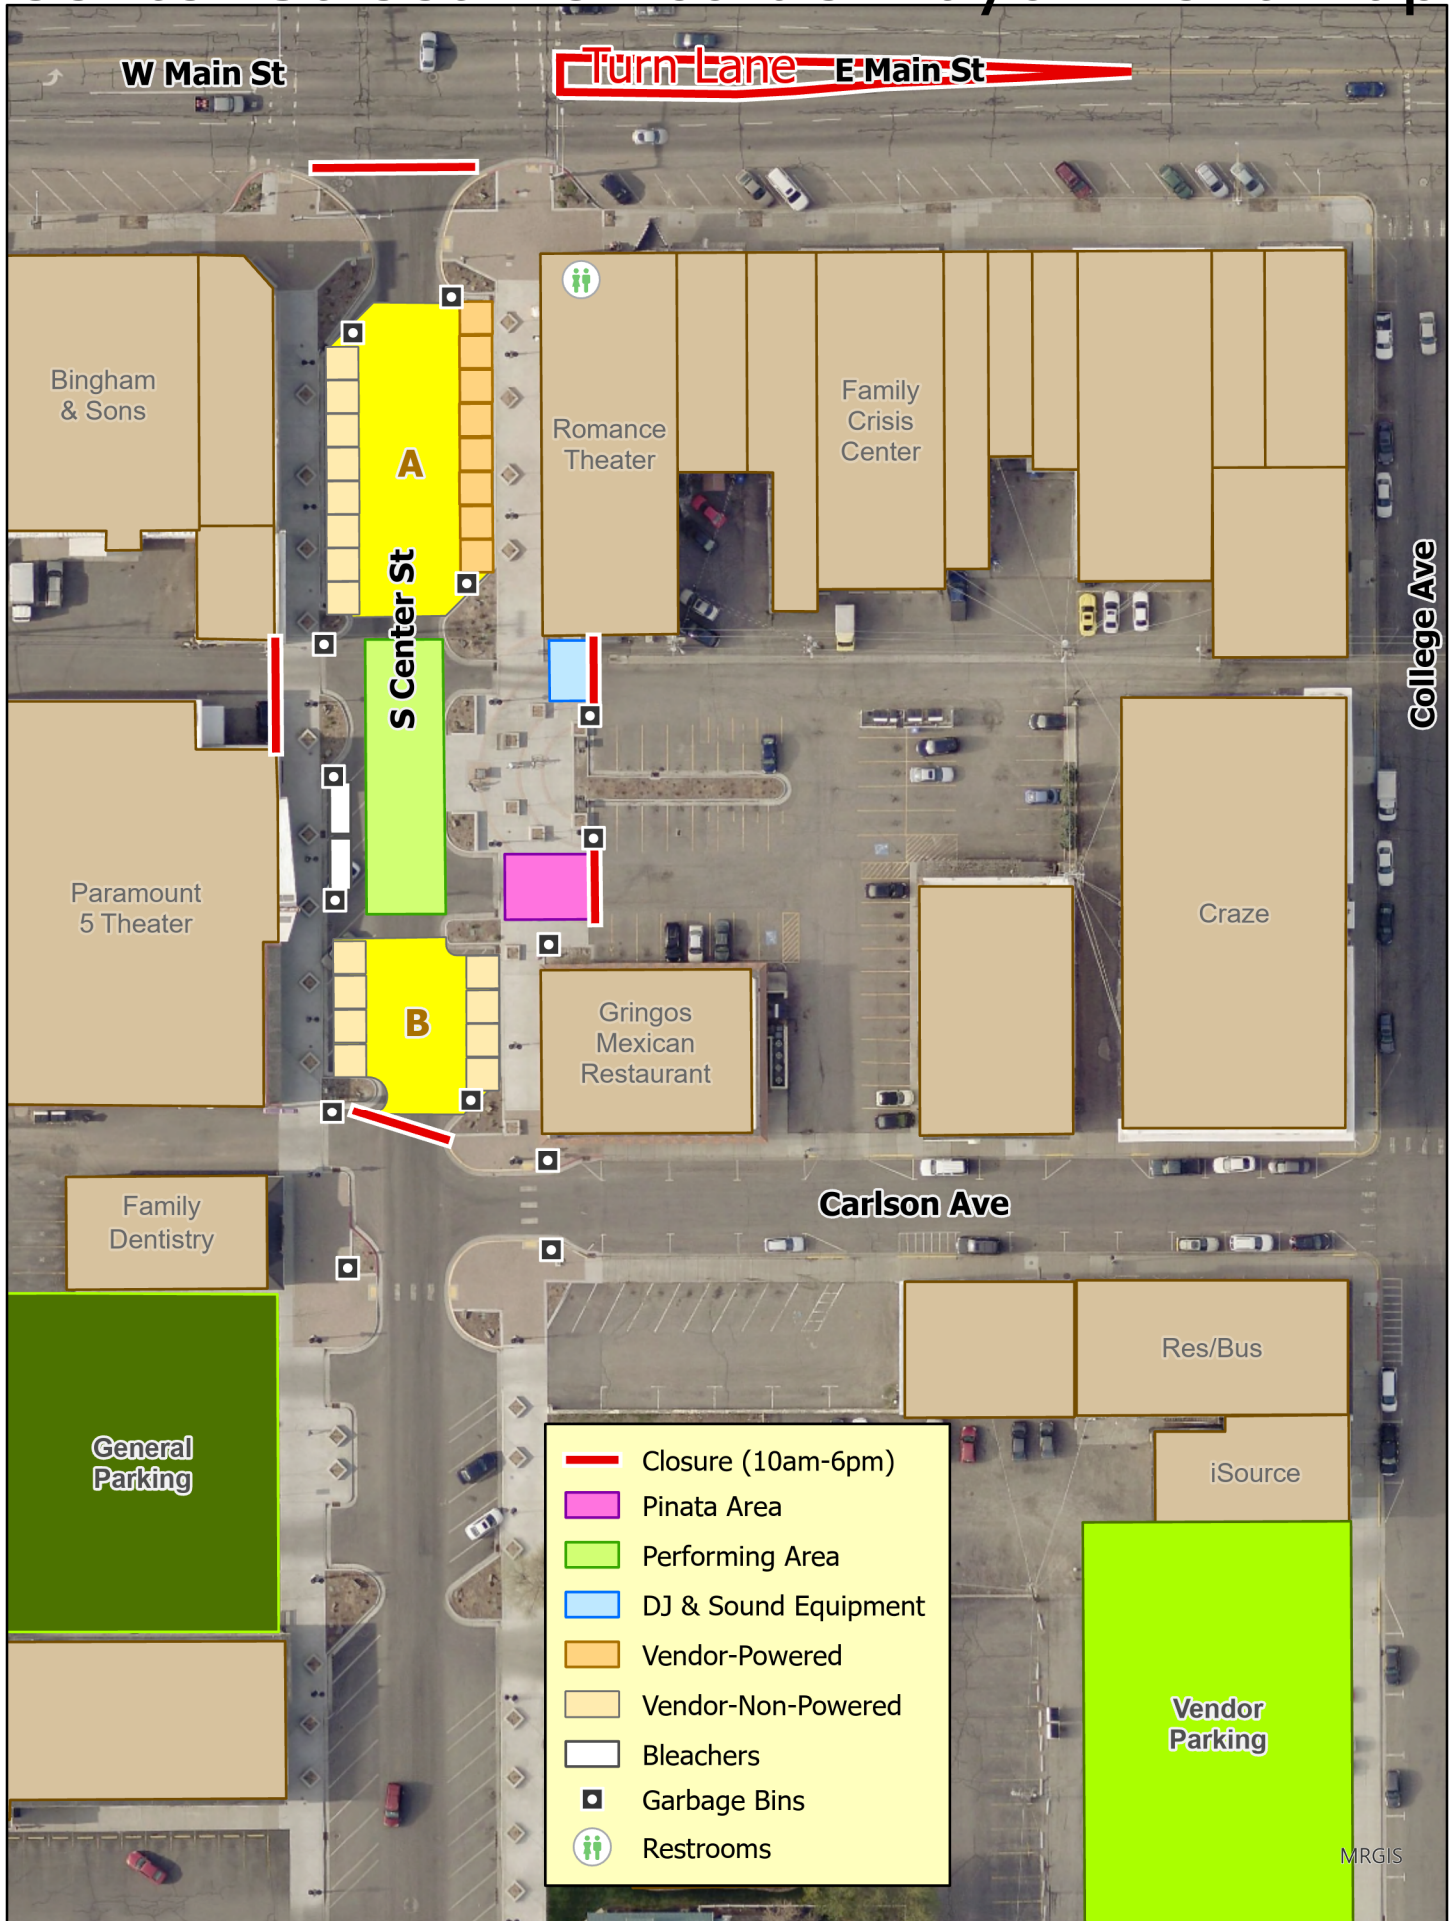 W Main St
Turn Lane
E Main St
Bingham
& Sons
A
Romance
Theater
Family
Crisis
Center
S Center St
College Ave
Paramount
5 Theater
Craze
B
Gringos
Mexican
Restaurant
Family
Dentistry
Carlson Ave
Res/Bus
General
Parking
iSource
Closure (10am-6pm)
Pinata Area
Performing Area
DJ & Sound Equipment
Vendor-Powered
Vendor-Non-Powered
Bleachers
Garbage Bins
Restrooms
Vendor
Parking
MRGIS